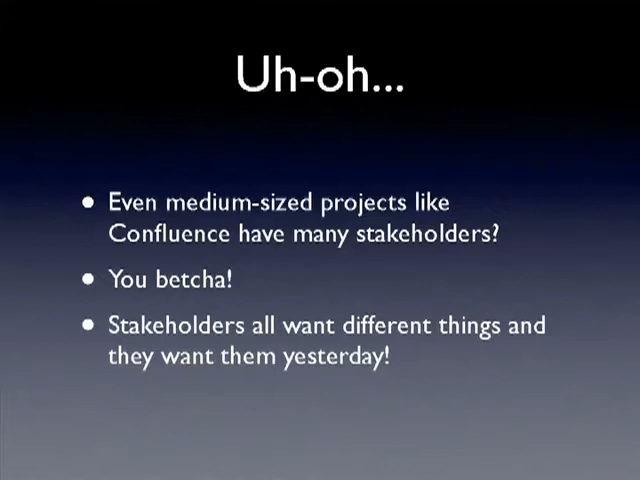 Uh-oh...
• Even medium-sized projects like
Confluence have many stakeholders?
• You betcha!
• Stakeholders all want different things and
they want them yesterday!